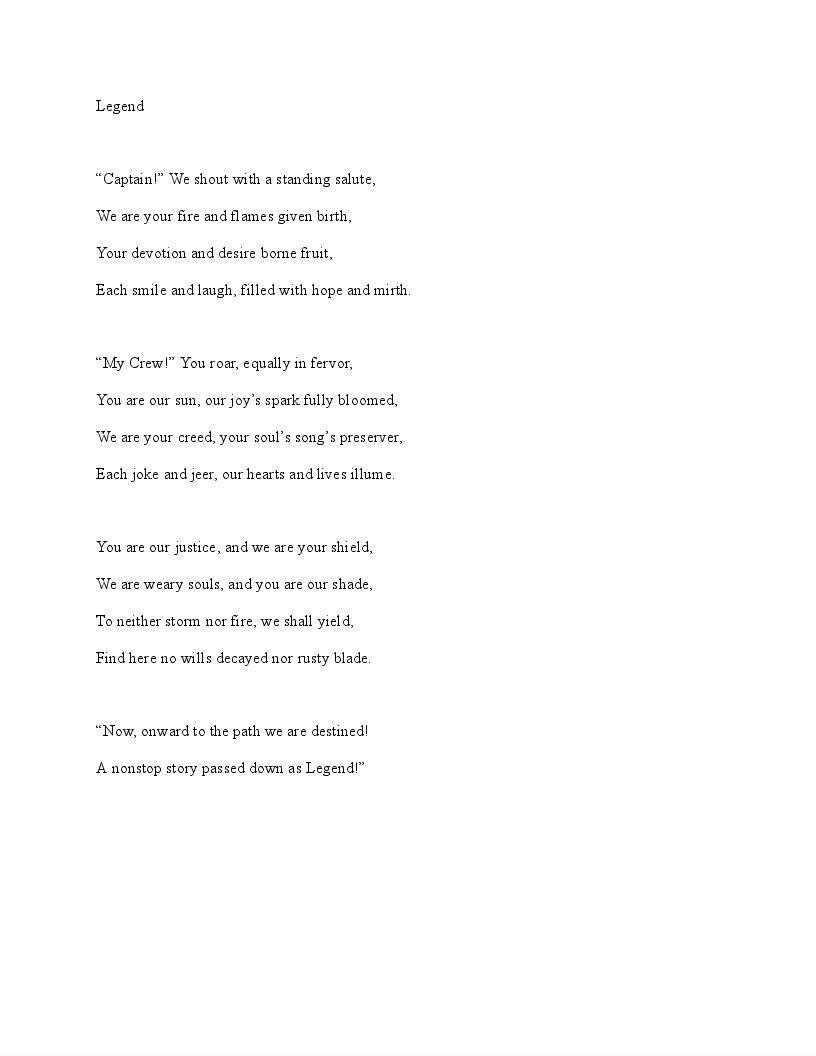 Legend
“Captain!” We shout with a standing salute,
We are your fire and flames given birth,
Your devotion and desire borne fruit,
Each smile and laugh, filled with hope and mirth.
“My Crew!” You roar, equally in fervor,
You are our sun, our joy’s spark fully bloomed,
We are your creed, your soul’s song’s preserver,
Each joke and jeer, our hearts and lives illume.
You are our justice, and we are your shield,
We are weary souls, and you are our shade,
To neither storm nor fire, we shall yield,
Find here no wills decayed nor rusty blade.
“Now, onward to the path we are destined!
A nonstop story passed down as Legend!”